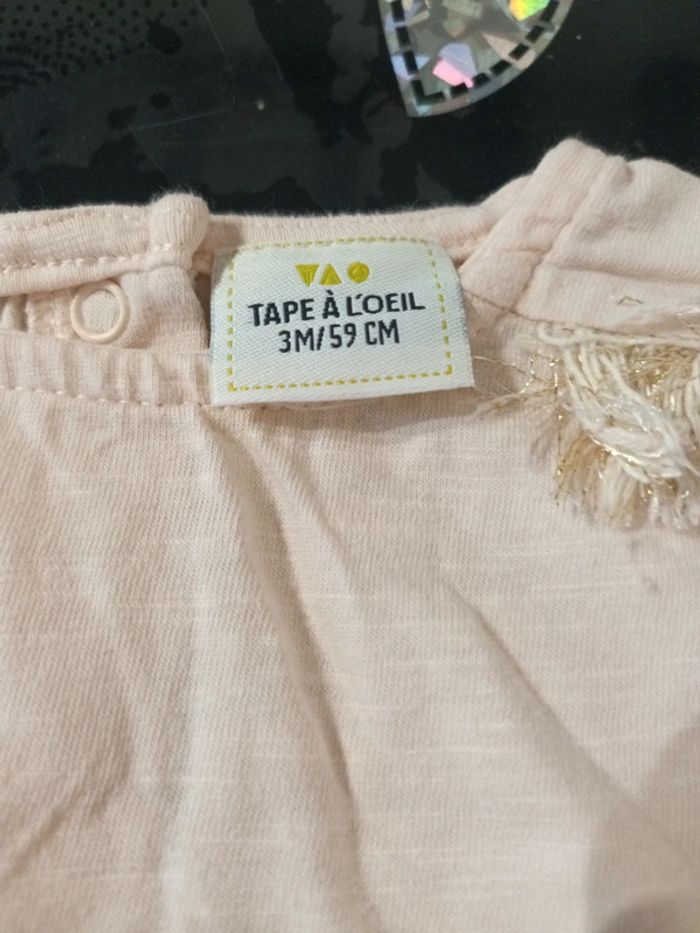 TAPE À L'OEIL
3M/59 CM